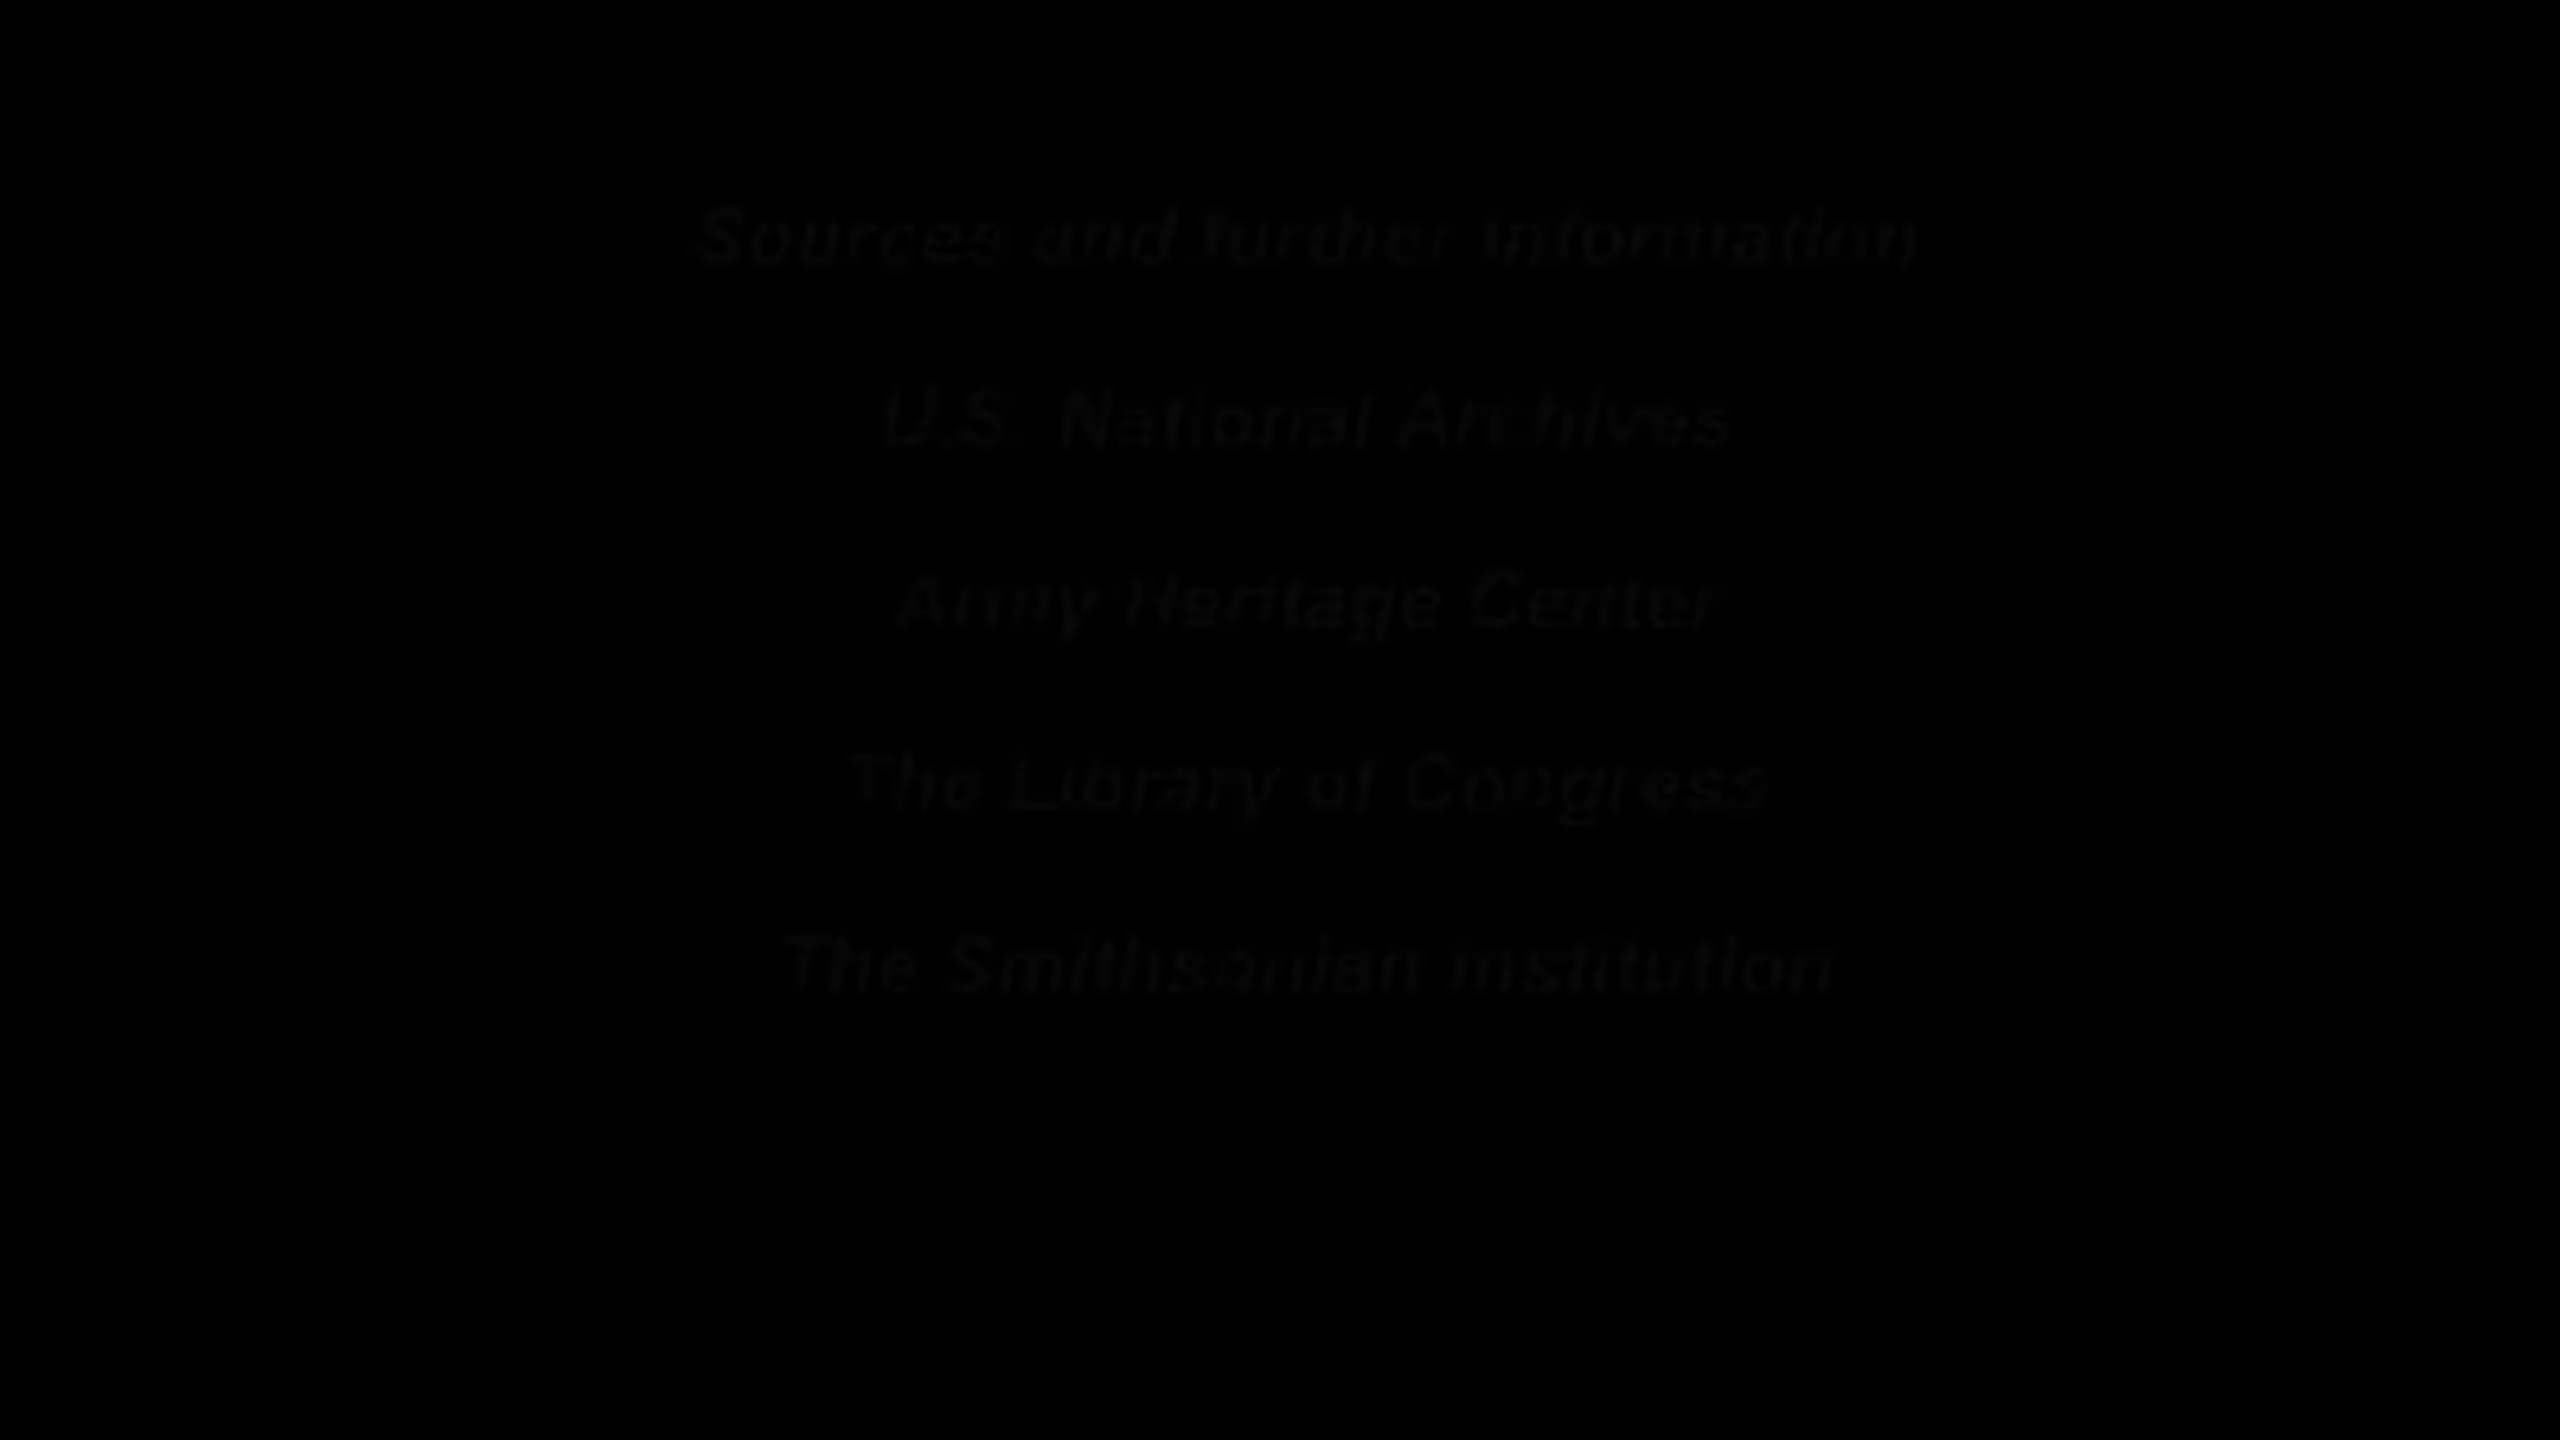 Sources and further information
U.S. National Archives
Army Heritage Center
The Library of Congress
The Smithsonian Institution